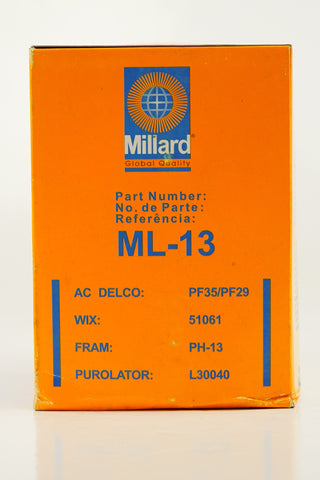 Millard®
Global Quality
Part Number:
No. de Parte:
Referência:
ML-13
AC DELCO: PF35/PF29
WIX: 51061
FRAM: PH-13
PUROLATOR: L30040